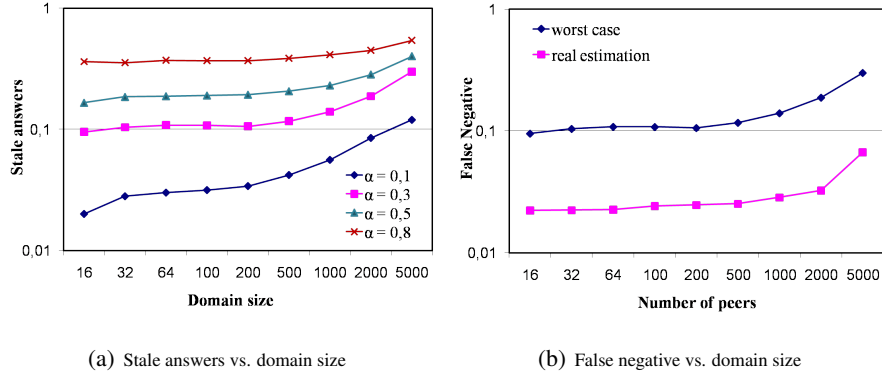 1
0,1
0,01
Stale answers
16 32 64 100 200 500 1000 2000 5000
Domain size
α = 0,1
α = 0,3
α = 0,5
α = 0,8
(a) Stale answers vs. domain size
1
0,1
0,01
False Negative
worst case
real estimation
16 32 64 100 200 500 1000 2000 5000
Number of peers
(b) False negative vs. domain size